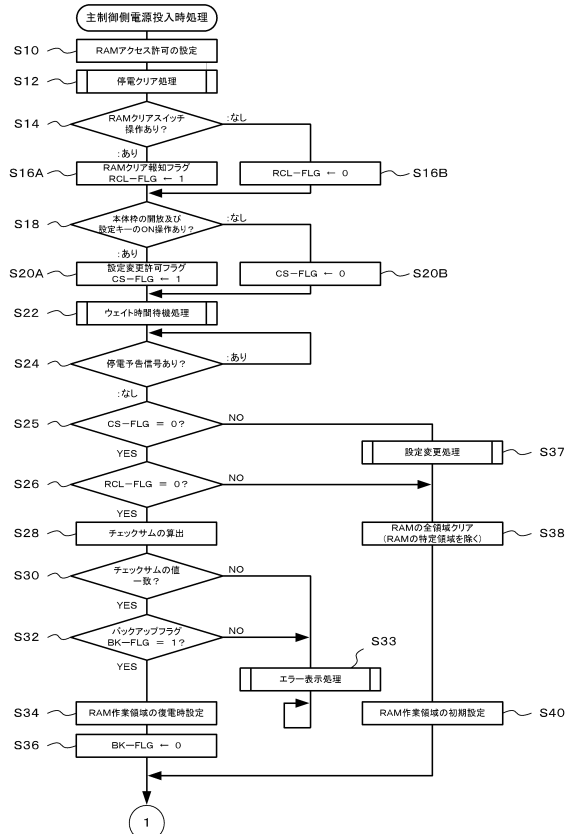 主制御側電源投入時処理
S10
RAMアクセス許可の設定
S12
停電クリア処理
S14
RAMクリアスイッチ
操作あり?
:なし
:あり
S16A
RAMクリア報知フラグ
RCL-FLG ← 1
RCL-FLG ← 0
S16B
S18
本体枠の開放及び
設定キーのON操作あり?
:なし
:あり
S20A
設定変更許可フラグ
CS-FLG ← 1
CS-FLG ← 0
S20B
S22
ウェイト時間待機処理
S24
停電予告信号あり?
:あり
:なし
S25
CS-FLG = 0?
NO
YES
設定変更処理
S37
S26
RCL-FLG = 0?
NO
YES
S28
チェックサムの算出
RAMの全領域クリア
(RAMの特定領域を除く)
S38
S30
チェックサムの値
一致?
NO
YES
S32
バックアップフラグ
BK-FLG = 1?
NO
YES
S33
エラー表示処理
S34
RAM作業領域の復電時設定
RAM作業領域の初期設定
S40
S36
BK-FLG ← 0
1